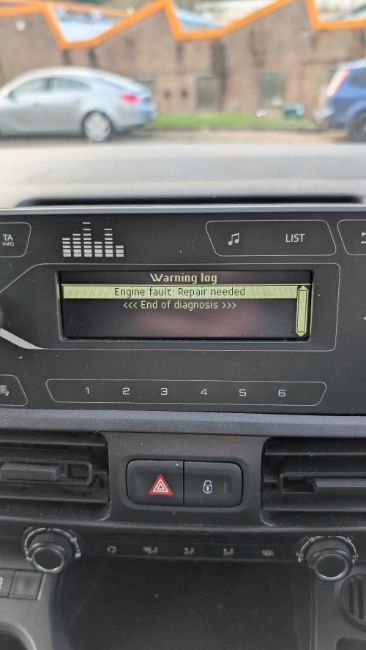 TA
INFO
LIST
Warning log
Engine fault: Repair needed
<<< End of diagnosis >>>
1 2 3 4 5 6